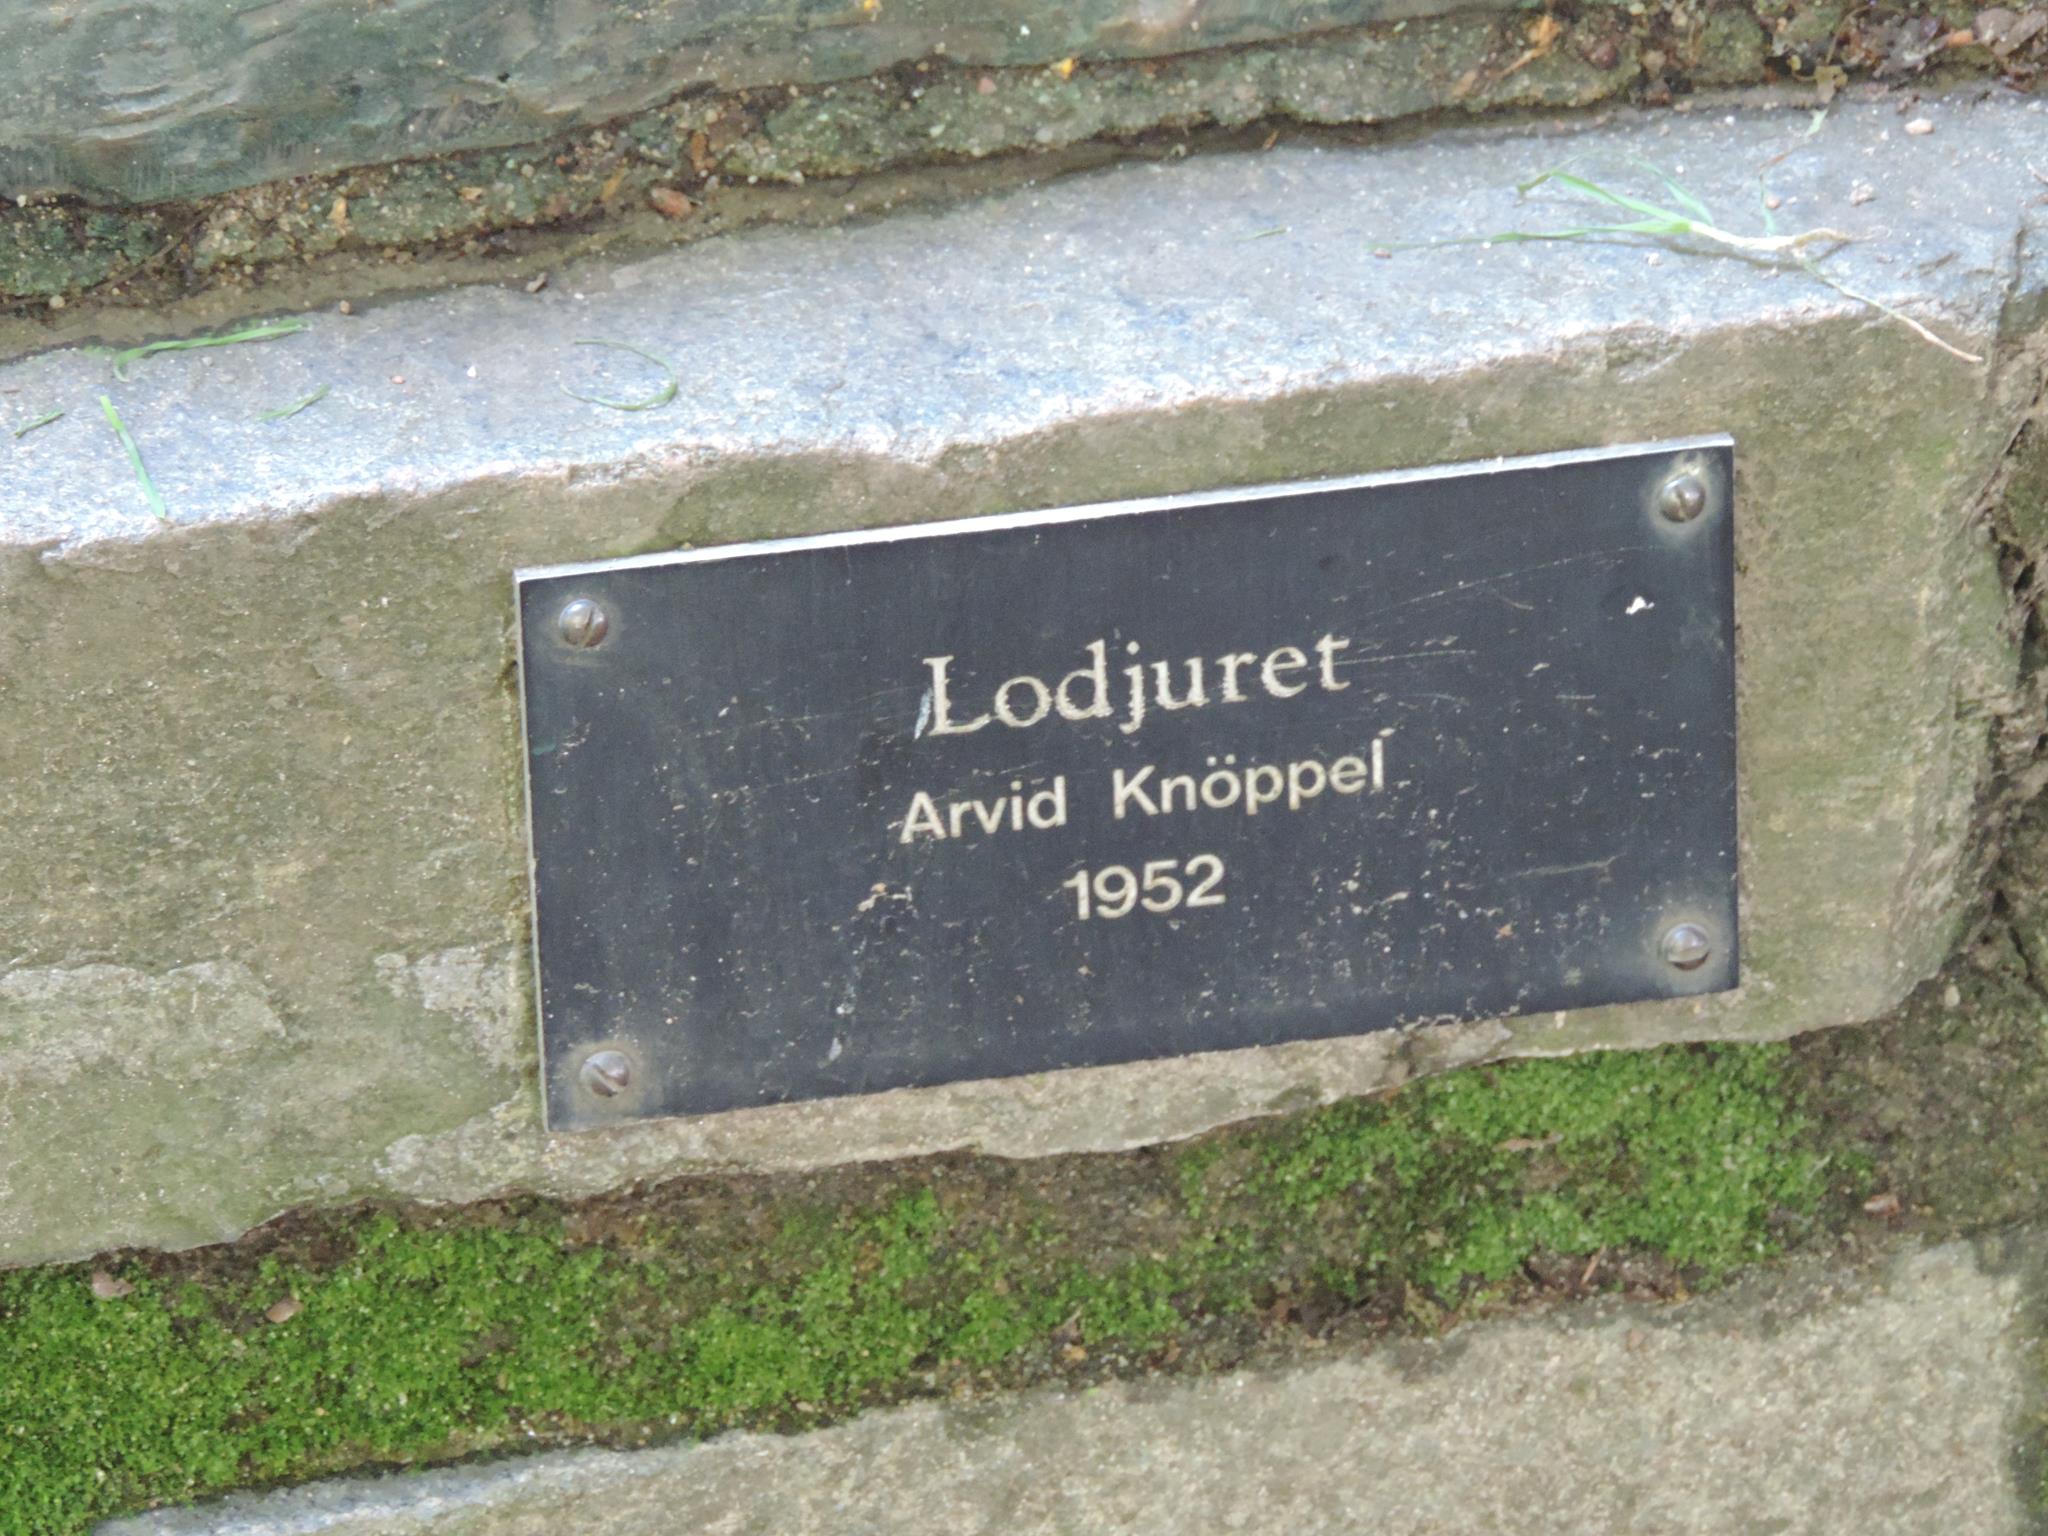 Lodjuret
Arvid Knöppel
1952